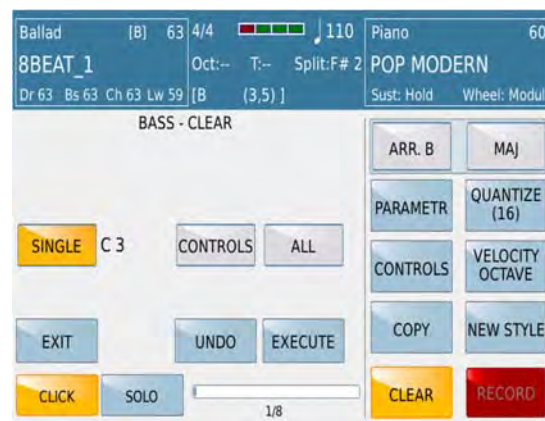 Ballad [B] 63
8BEAT_1
Dr 63 Bs 63 Ch 63 Lw 59
4/4 ♩110
Oct:-- T:-- Split:F# 2
[B (3,5) ]
Piano 60
POP MODERN
Sust: Hold Wheel: Modul
BASS - CLEAR
SINGLE C 3 CONTROLS ALL
EXIT UNDO EXECUTE
CLICK SOLO 1/8
ARR. B MAJ
PARAMETR QUANTIZE
(16)
CONTROLS VELOCITY
OCTAVE
COPY NEW STYLE
CLEAR RECORD